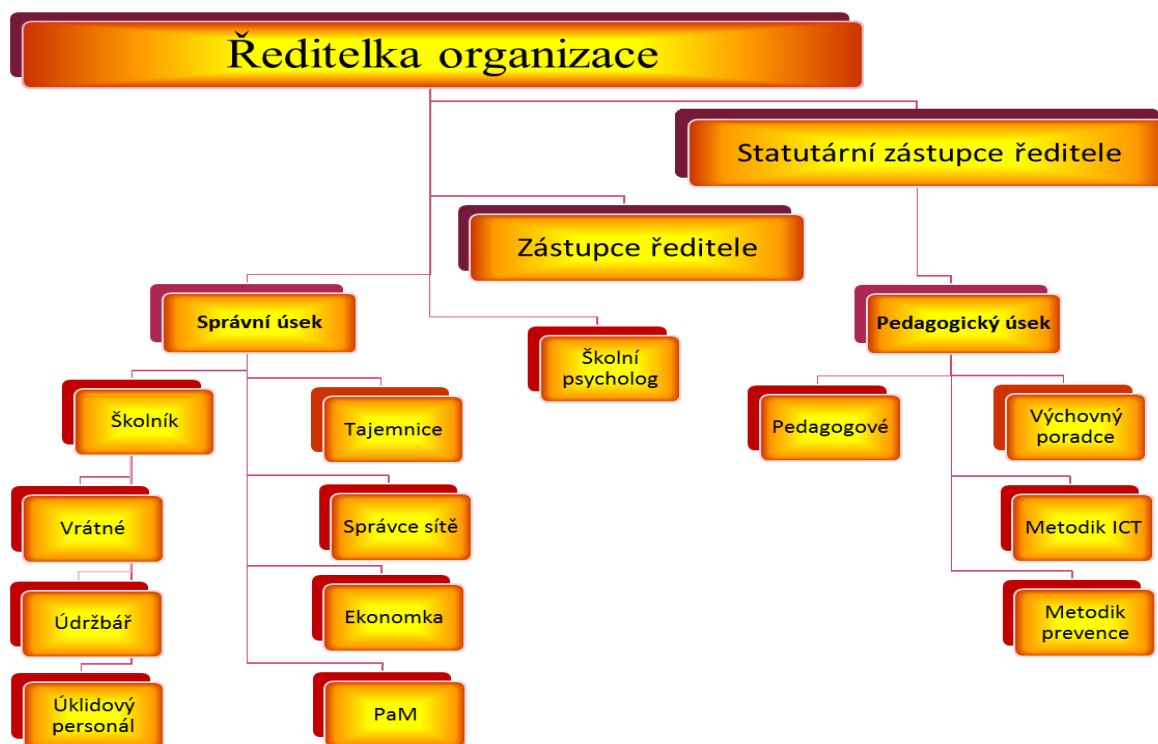 Ředitelka organizace
Statutární zástupce ředitele
Zástupce ředitele
Správní úsek
Pedagogický úsek
Školní
psycholog
Školník
Tajemnice
Pedagogové
Výchovný
poradce
Vrátné
Správce sítě
Metodik ICT
Údržbář
Ekonomka
Metodik
prevence
Úklidový
personál
PaM